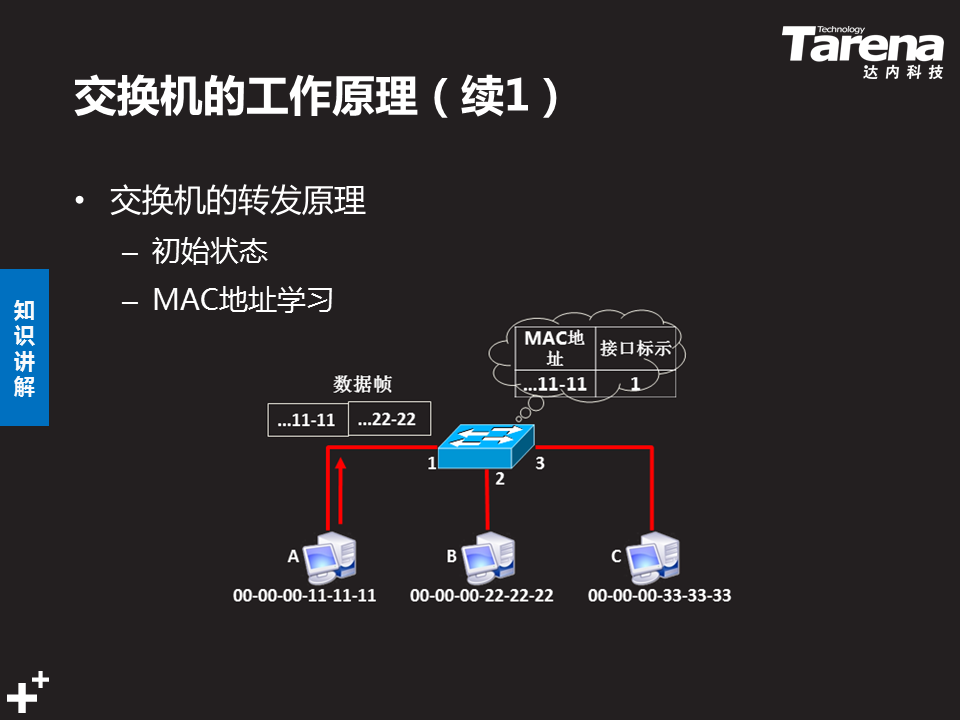 Technology
Tarena
达内科技
交换机的工作原理（续1）
• 交换机的转发原理
– 初始状态
– MAC地址学习
知
识
讲
解
MAC地
址
接口标示
...11-11
1
数据帧
...11-11
...22-22
1
2
3
A
B
C
00-00-00-11-11-11
00-00-00-22-22-22
00-00-00-33-33-33